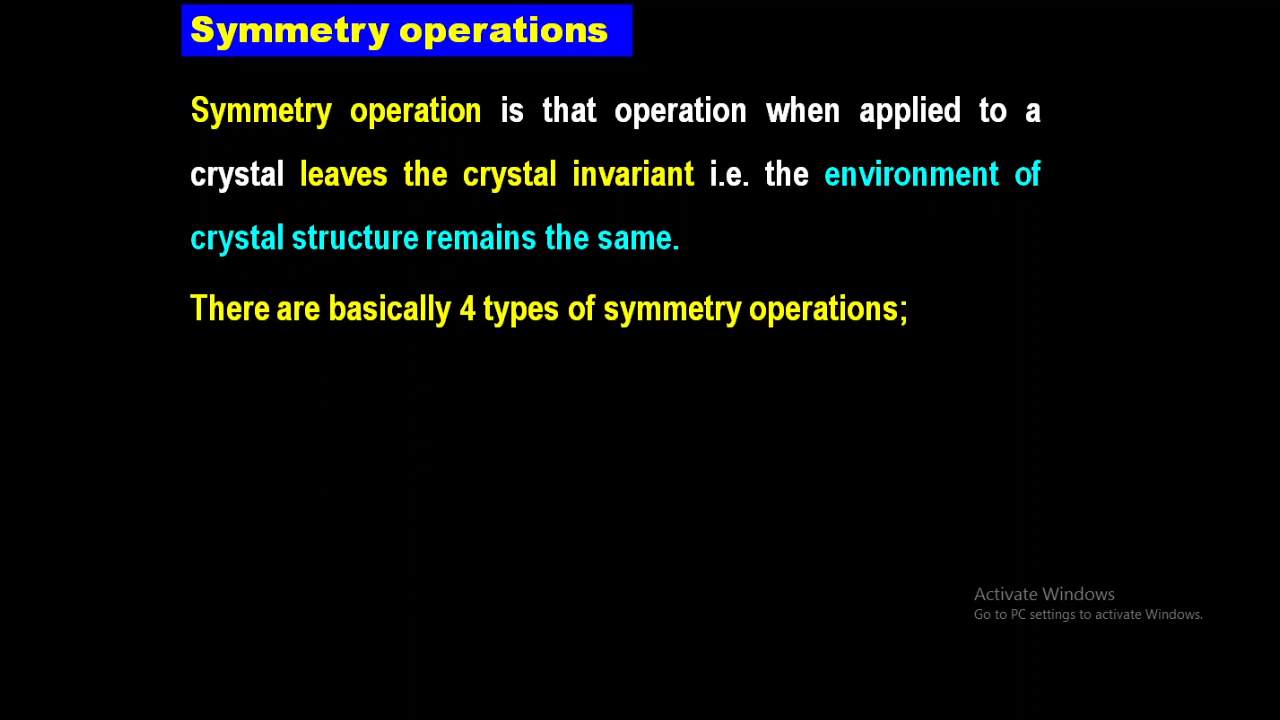 Symmetry operations
Symmetry operation is that operation when applied to a
crystal leaves the crystal invariant i.e. the environment of
crystal structure remains the same.
There are basically 4 types of symmetry operations;
Activate Windows
Go to PC settings to activate Windows.